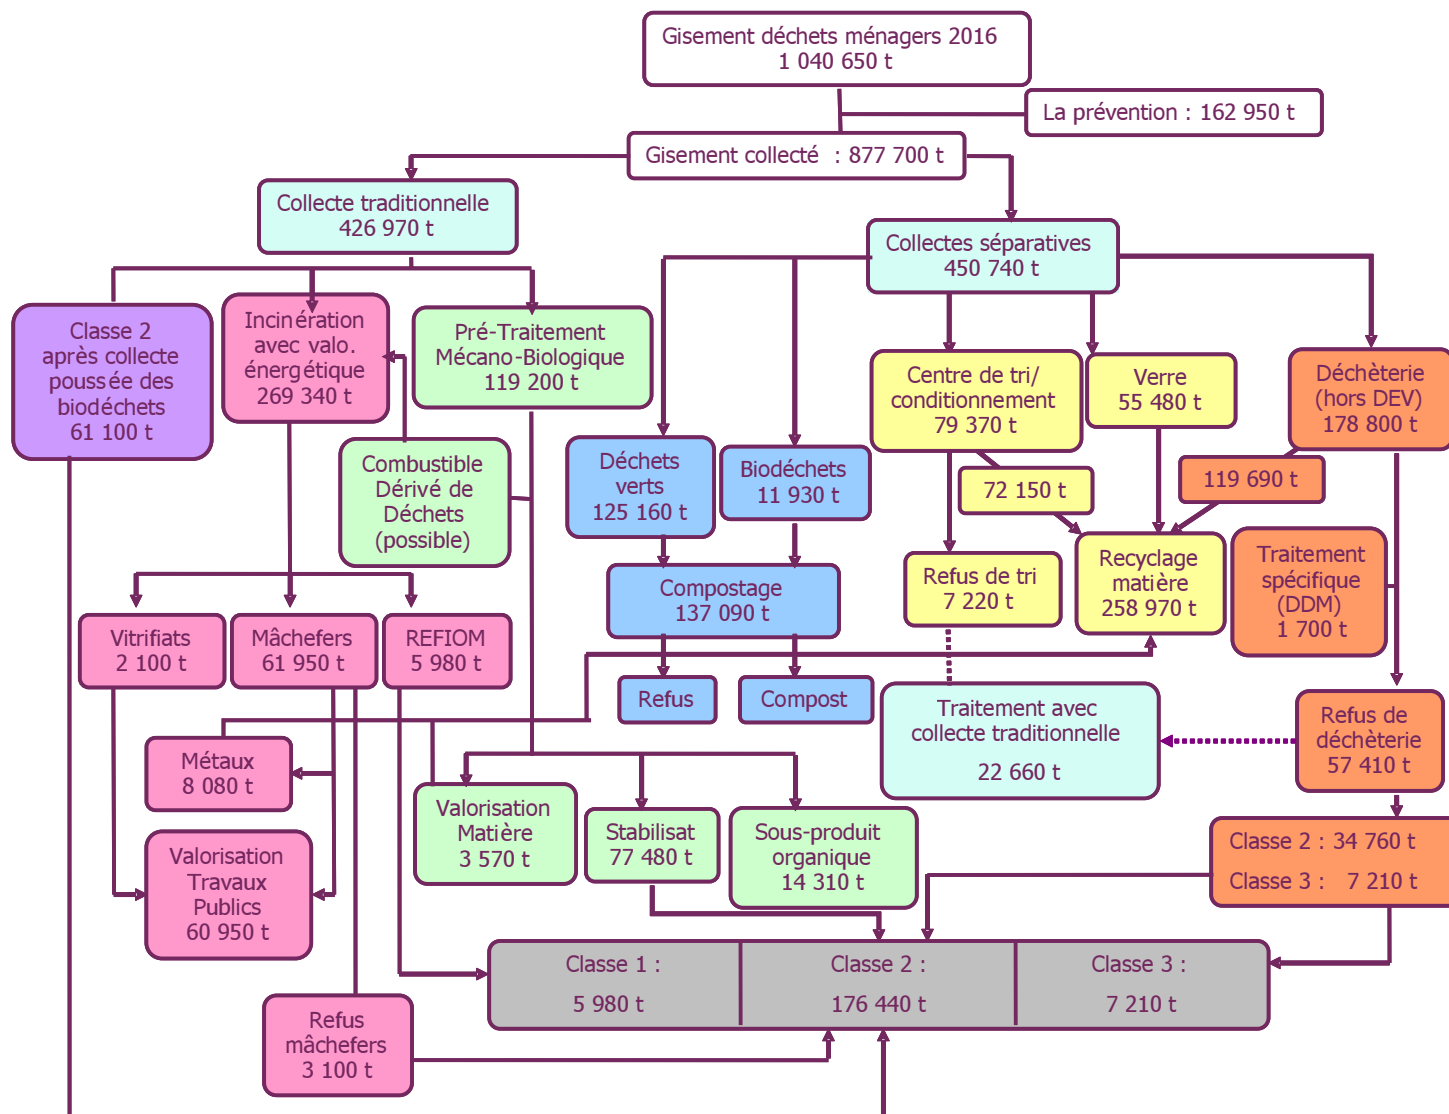 Gisement déchets ménagers 2016
1 040 650 t
La prévention : 162 950 t
Gisement collecté : 877 700 t
Collecte traditionnelle
426 970 t
Collectes séparatives
450 740 t
Classe 2
après collecte
poussée des
biodéchets
61 100 t
Incinération
avec valo.
énergétique
269 340 t
Pré-Traitement
Mécano-Biologique
119 200 t
Centre de tri/
conditionnement
79 370 t
Verre
55 480 t
Déchèterie
(hors DEV)
178 800 t
Combustible
Dérivé de
Déchets
(possible)
Déchets
verts
125 160 t
Biodéchets
11 930 t
72 150 t
119 690 t
Compostage
137 090 t
Refus de tri
7 220 t
Recyclage
matière
258 970 t
Traitement
spécifique
(DDM)
1 700 t
Vitrifiats
2 100 t
Mâchefers
61 950 t
REFIOM
5 980 t
Refus
Compost
Traitement avec
collecte traditionnelle
22 660 t
Refus de
déchèterie
57 410 t
Métaux
8 080 t
Valorisation
Matière
3 570 t
Stabilisat
77 480 t
Sous-produit
organique
14 310 t
Classe 2 : 34 760 t
Classe 3 : 7 210 t
Valorisation
Travaux
Publics
60 950 t
Classe 1 :
5 980 t
Classe 2 :
176 440 t
Classe 3 :
7 210 t
Refus
mâchefers
3 100 t